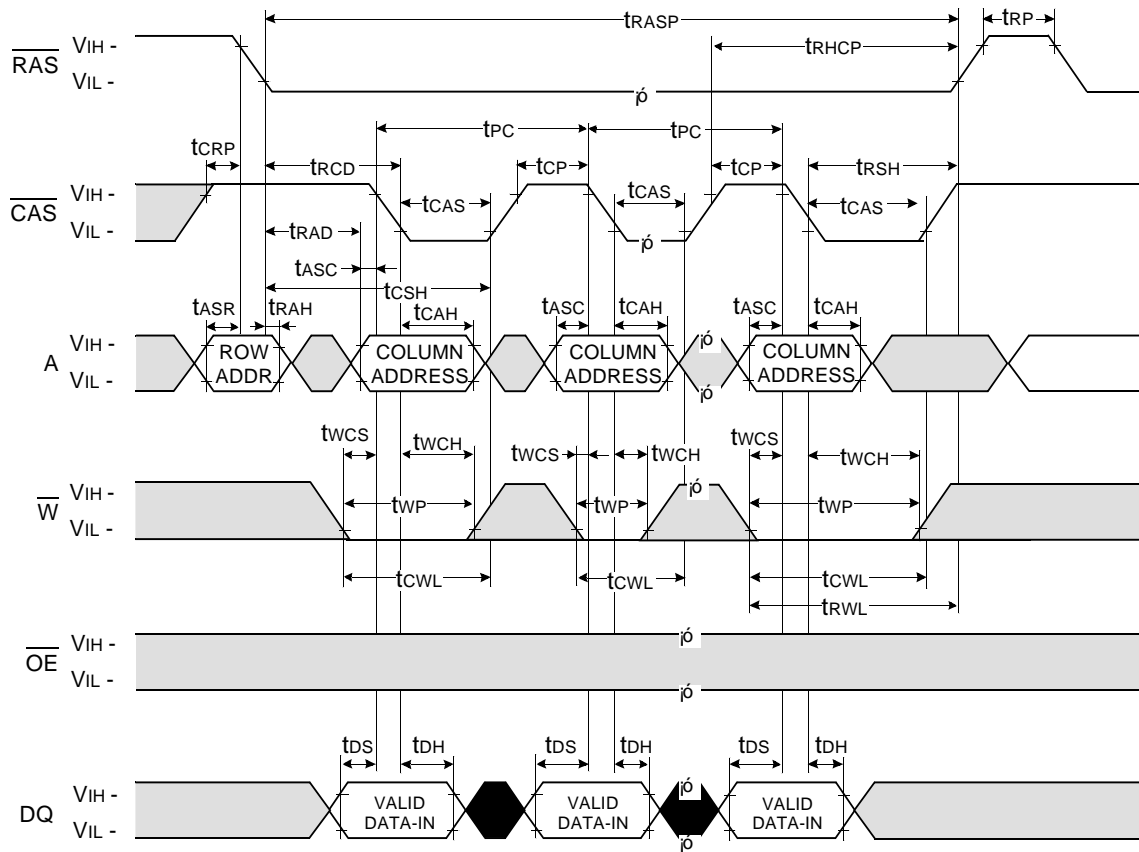 tRASP
tRP
tRHCP
RAS
VIH -
VIL -
¡ó
tCRP
tRCD
tPC
tPC
tCP
tCP
tRSH
CAS
VIH -
VIL -
tCAS
tCAS
tCAS
¡ó
tRAD
tASC
tCSH
tASR
tRAH
tCAH
tASC
tCAH
tASC
tCAH
A
VIH -
VIL -
ROW
ADDR
COLUMN
ADDRESS
COLUMN
ADDRESS
¡ó
¡ó
COLUMN
ADDRESS
tWCS
tWCH
tWCS
tWCH
tWCS
tWCH
W
VIH -
VIL -
tWP
tWP
¡ó
tWP
tCWL
tCWL
tCWL
tRWL
OE
VIH -
VIL -
¡ó
¡ó
tDS
tDH
tDS
tDH
tDS
tDH
DQ
VIH -
VIL -
VALID
DATA-IN
VALID
DATA-IN
¡ó
¡ó
VALID
DATA-IN